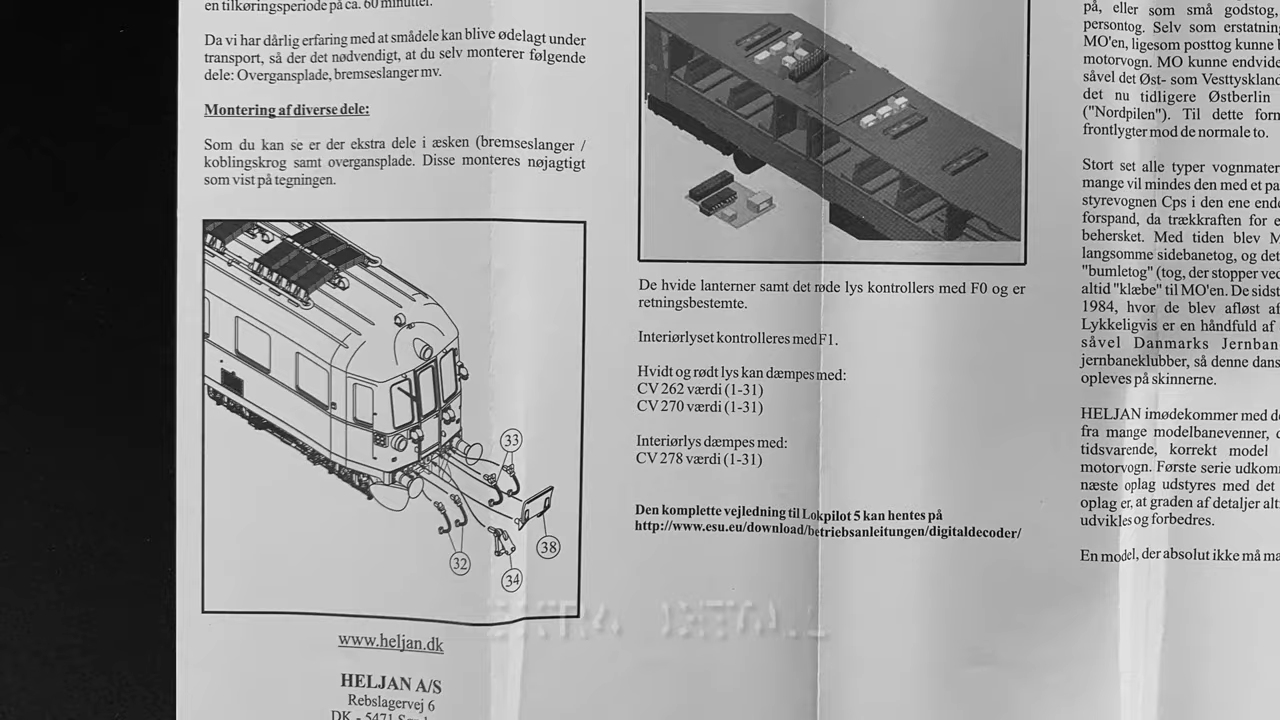 en tilkøringsperiode på ca. 60 minutter.
Da vi har dårlig erfaring med at smådele kan blive ødelagt under
transport, så der det nødvendigt, at du selv monterer følgende
dele: Overgansplade, bremseslanger mv.
Montering af diverse dele:
Som du kan se er der ekstra dele i æsken (bremseslanger /
koblingskrog samt overgansplade. Disse monteres nøjagtigt
som vist på tegningen.
33
38
32
34
www.heljan.dk
HELJAN A/S
Rebslagervej 6
DK - 5471
De hvide lanterner samt det røde lys kontrollers med F0 og er
retningsbestemte.
Interiørlyset kontrolleres med F1.
Hvidt og rødt lys kan dæmpes med:
CV 262 værdi (1-31)
CV 270 værdi (1-31)
Interiørlys dæmpes med:
CV 278 værdi (1-31)
Den komplette vejledning til Lokpilot 5 kan hentes på
http://www.esu.eu/download/betriebsanleitungen/digitaldecoder/
på, eller som små godstog,
persontog. Selv som erstatning
MO'en, ligesom posttog kunne
motorvogn. MO kunne endvide
såvel det Øst- som Vesttyskland
det nu tidligere Østberlin
("Nordpilen"). Til dette form
frontlygter mod de normale to.
Stort set alle typer vognmater
mange vil mindes den med et pa
styrevognen Cps i den ene ende
forspand, da trækkraften for e
behersket. Med tiden blev M
langsomme sidebanetog, og det
"bumletog" (tog, der stopper ved
altid "klæbe" til MO'en. De sidst
1984, hvor de blev afløst af
Lykkeligvis er en håndfuld af
såvel Danmarks Jernban
jernbaneklubber, så denne dans
opleves på skinnerne.
HELJAN imødekommer med de
fra mange modelbanevenner,
tidsvarende, korrekt model
motorvogn. Første serie udkom
næste oplag udstyres med det
oplag er, at graden af detaljer alt
udvikles og forbedres.
En model, der absolut ikke må ma